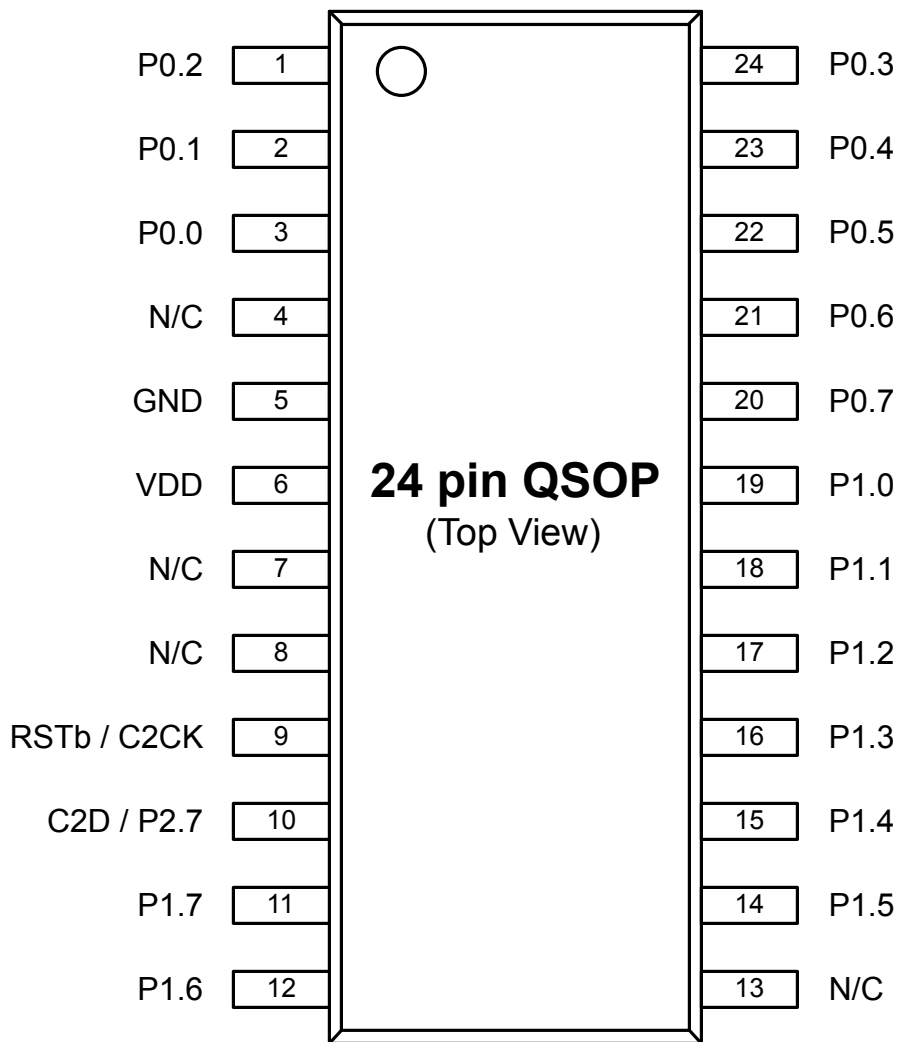 P0.2 1 24 P0.3
P0.1 2 23 P0.4
P0.0 3 22 P0.5
N/C 4 21 P0.6
GND 5 20 P0.7
VDD 6 24 pin QSOP 19 P1.0
(Top View)
N/C 7 18 P1.1
N/C 8 17 P1.2
RSTb / C2CK 9 16 P1.3
C2D / P2.7 10 15 P1.4
P1.7 11 14 P1.5
P1.6 12 13 N/C